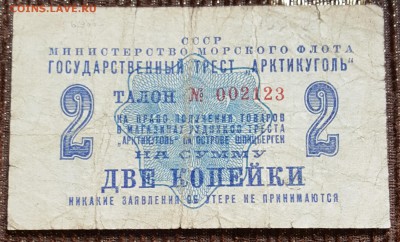 COINS.LAVE.RU
СССР
МИНИСТЕРСТВО МОРСКОГО ФЛОТА
ГОСУДАРСТВЕННЫЙ ТРЕСТ „АРКТИКУГОЛЬ"
ТАЛОН № 002123
НА ПРАВО ПОЛУЧЕНИЯ ТОВАРОВ
В МАГАЗИНАХ РУДНИКОВ ТРЕСТА
„АРКТИКУГОЛЬ" НА ОСТРОВЕ ШПИЦБЕРГЕН
2 2
НА СУММУ
ДВЕ КОПЕЙКИ
НИКАКИЕ ЗАЯВЛЕНИЯ ОБ УТЕРЕ НЕ ПРИНИМАЮТСЯ